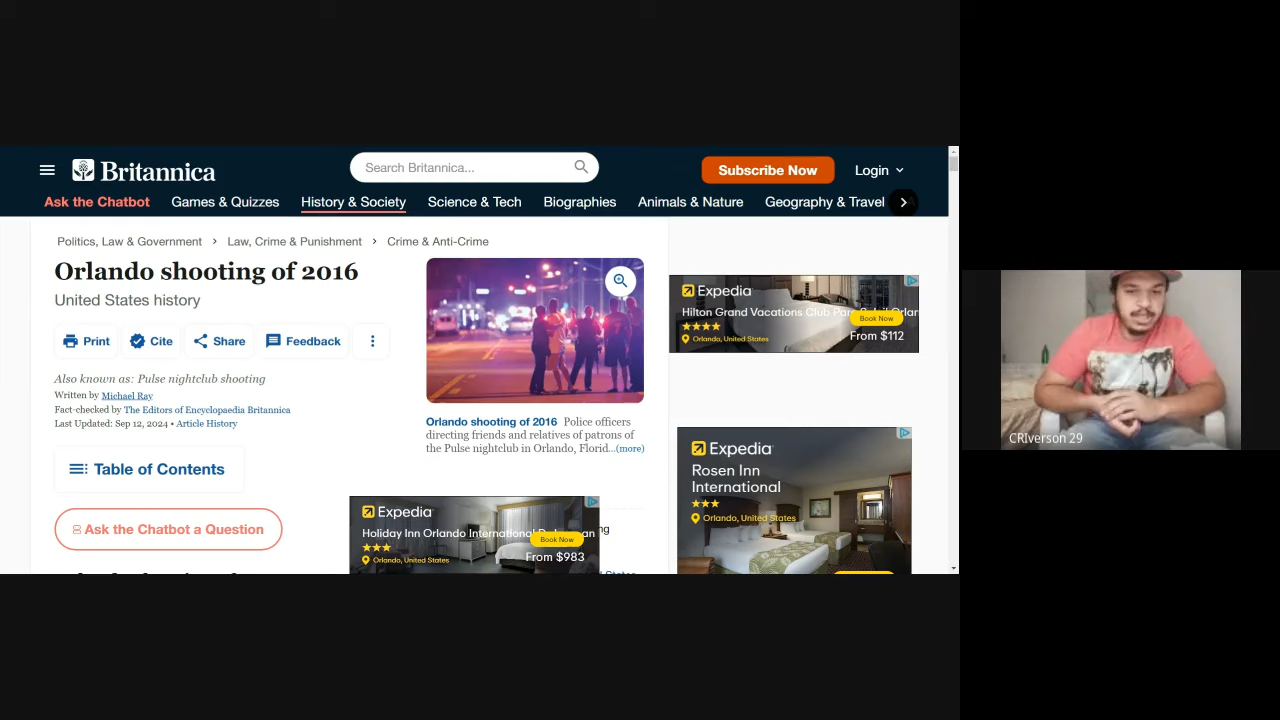 Britannica
Search Britannica...
Subscribe Now
Login
Ask the Chatbot
Games & Quizzes
History & Society
Science & Tech
Biographies
Animals & Nature
Geography & Travel
Politics, Law & Government > Law, Crime & Punishment > Crime & Anti-Crime
Orlando shooting of 2016
United States history
Print
Cite
Share
Feedback
Also known as: Pulse nightclub shooting
Written by Michael Ray
Fact-checked by The Editors of Encyclopaedia Britannica
Last Updated: Sep 12, 2024 • Article History
Table of Contents
Ask the Chatbot a Question
Orlando shooting of 2016 Police officers
directing friends and relatives of patrons of
the Pulse nightclub in Orlando, Florid...(more)
Expedia
Holiday Inn Orlando International
Book Now
Orlando, United States
From $983
Expedia
Hilton Grand Vacations Club
Book Now
Orlando, United States
From $112
Expedia
Rosen Inn
International
Orlando, United States
CRIverson 29